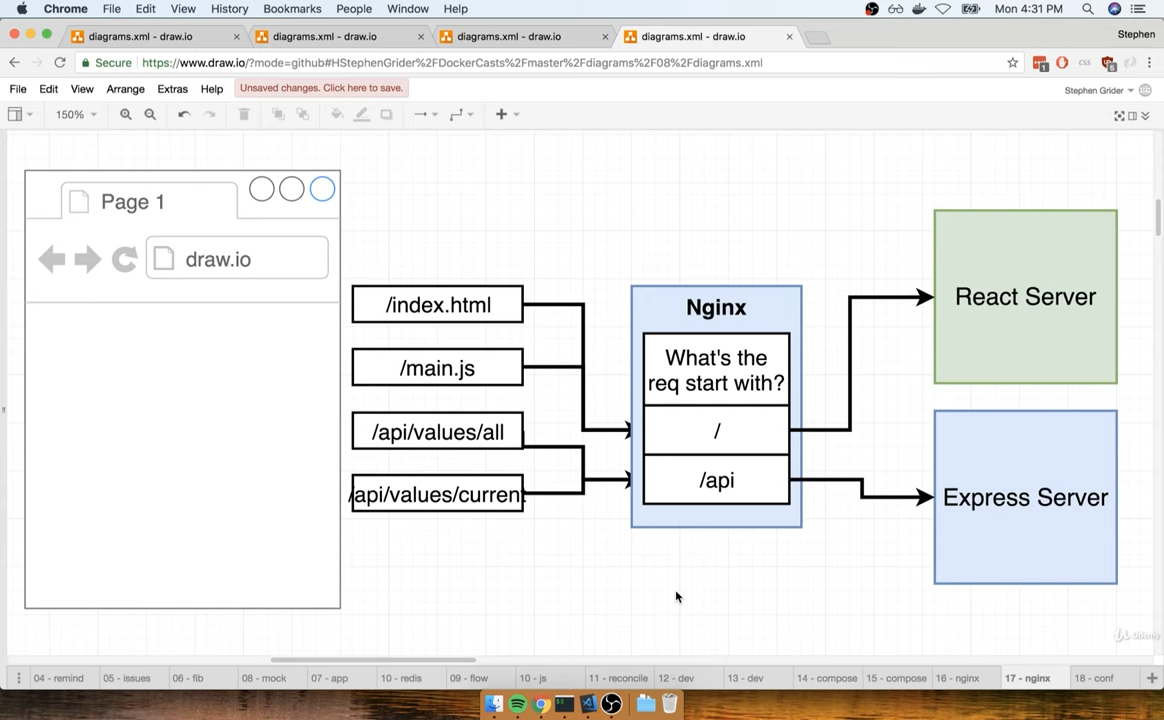 Chrome File Edit View History Bookmarks People Window Help Mon 4:31 PM
diagrams.xml - draw.io diagrams.xml - draw.io diagrams.xml - draw.io diagrams.xml - draw.io Stephen
Secure https://www.draw.io/?mode=github#HStephenGrider%2FDockerCasts%2Fmaster%2Fdiagrams%2F08%2Fdiagrams.xml
File Edit View Arrange Extras Help Unsaved changes. Click here to save. Stephen Grider
150%
Page 1
draw.io
/index.html
/main.js
/api/values/all
/api/values/current
Nginx
What's the
req start with?
/
/api
React Server
Express Server
Udemy
04 - remind 05 - issues 06 - fib 08 - mock 07 - app 10 - redis 09 - flow 10 - js 11 - reconcile 12 - dev 13 - dev 14 - compose 15 - compose 16 - nginx 17 - nginx 18 - conf